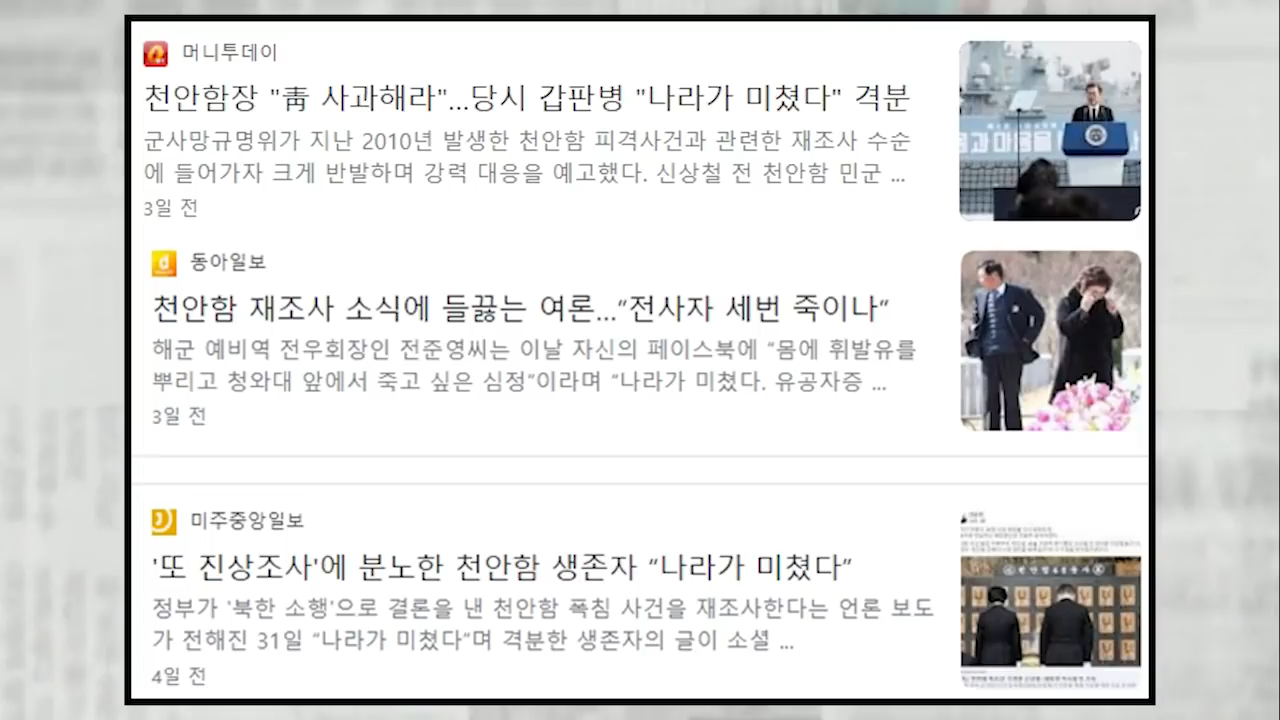 머니투데이
천안함장 "靑 사과해라"...당시 갑판병 "나라가 미쳤다" 격분
군사망규명위가 지난 2010년 발생한 천안함 피격사건과 관련한 재조사 수순
에 들어가자 크게 반발하며 강력 대응을 예고했다. 신상철 전 천안함 민군 ...
3일 전
동아일보
천안함 재조사 소식에 들끓는 여론...“전사자 세번 죽이나”
해군 예비역 전우회장인 전준영씨는 이날 자신의 페이스북에 “몸에 휘발유를
뿌리고 청와대 앞에서 죽고 싶은 심정”이라며 “나라가 미쳤다. 유공자증 ...
3일 전
미주중앙일보
'또 진상조사'에 분노한 천안함 생존자 “나라가 미쳤다”
정부가 '북한 소행'으로 결론을 낸 천안함 폭침 사건을 재조사한다는 언론 보도
가 전해진 31일 “나라가 미쳤다”며 격분한 생존자의 글이 소셜 ...
4일 전